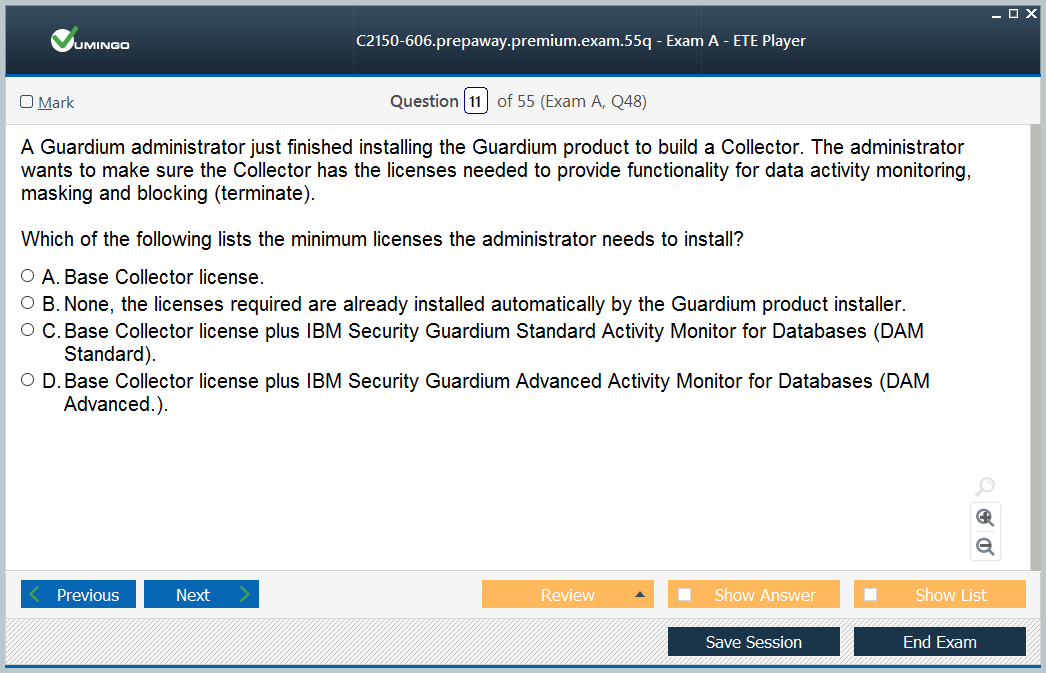 UMINGO
C2150-606.prepaway.premium.exam.55q - Exam A - ETE Player
Mark
Question 11 of 55 (Exam A, Q48)
A Guardium administrator just finished installing the Guardium product to build a Collector. The administrator
wants to make sure the Collector has the licenses needed to provide functionality for data activity monitoring,
masking and blocking (terminate).
Which of the following lists the minimum licenses the administrator needs to install?
A. Base Collector license.
B. None, the licenses required are already installed automatically by the Guardium product installer.
C. Base Collector license plus IBM Security Guardium Standard Activity Monitor for Databases (DAM
Standard).
D. Base Collector license plus IBM Security Guardium Advanced Activity Monitor for Databases (DAM
Advanced.).
Previous
Next
Review
Show Answer
Show List
Save Session
End Exam